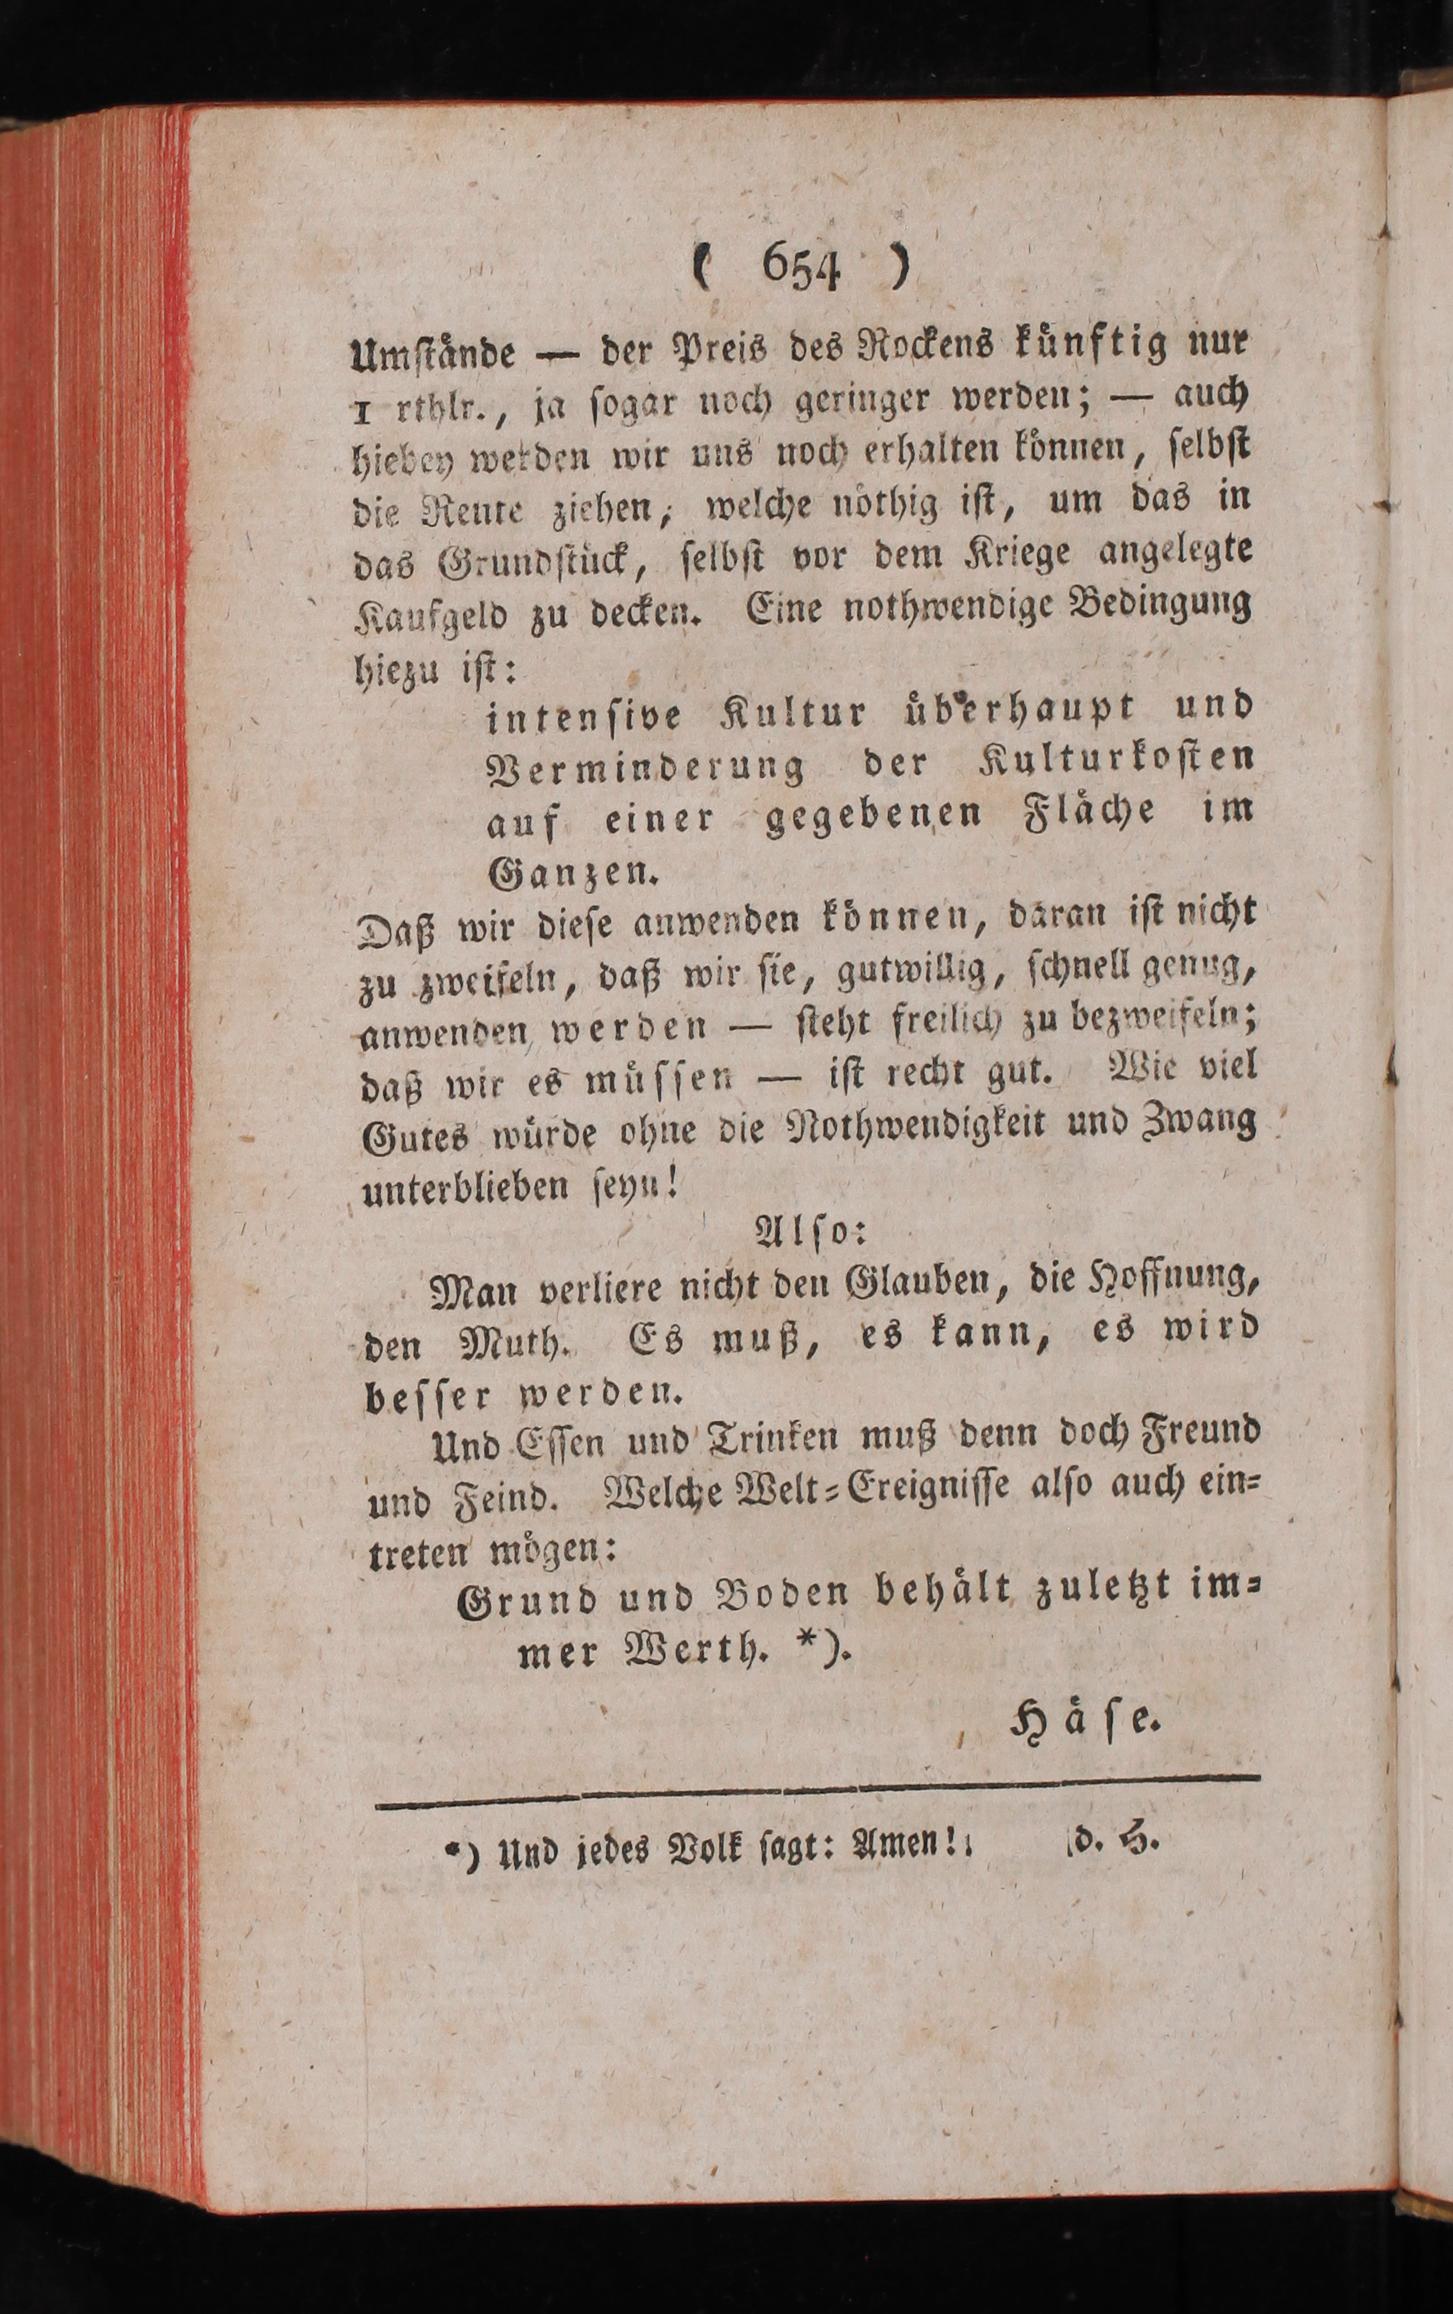 ( 654 )
Umstände — der Preis des Rockens künftig nur
1 rthlr., ja sogar noch geringer werden; — auch
hiebey werden wir uns noch erhalten können, selbst
die Rente ziehen, welche nöthig ist, um das in
das Grundstück, selbst vor dem Kriege angelegte
Kaufgeld zu decken. Eine nothwendige Bedingung
hiezu ist:
intensive Kultur überhaupt und
Verminderung der Kulturkosten
auf einer gegebenen Fläche im
Ganzen.
Daß wir diese anwenden können, daran ist nicht
zu zweifeln, daß wir sie, gutwillig, schnell genug,
anwenden werden — steht freilich zu bezweifeln;
daß wir es müssen — ist recht gut. Wie viel
Gutes würde ohne die Nothwendigkeit und Zwang
unterblieben seyn!
Also:
Man verliere nicht den Glauben, die Hoffnung,
den Muth. Es muß, es kann, es wird
besser werden.
Und Essen und Trinken muß denn doch Freund
und Feind. Welche Welt-Ereignisse also auch ein-
treten mögen:
Grund und Boden behält zuletzt im-
mer Werth. *).
Häse.
*) Und jedes Volk sagt: Amen! d. H.